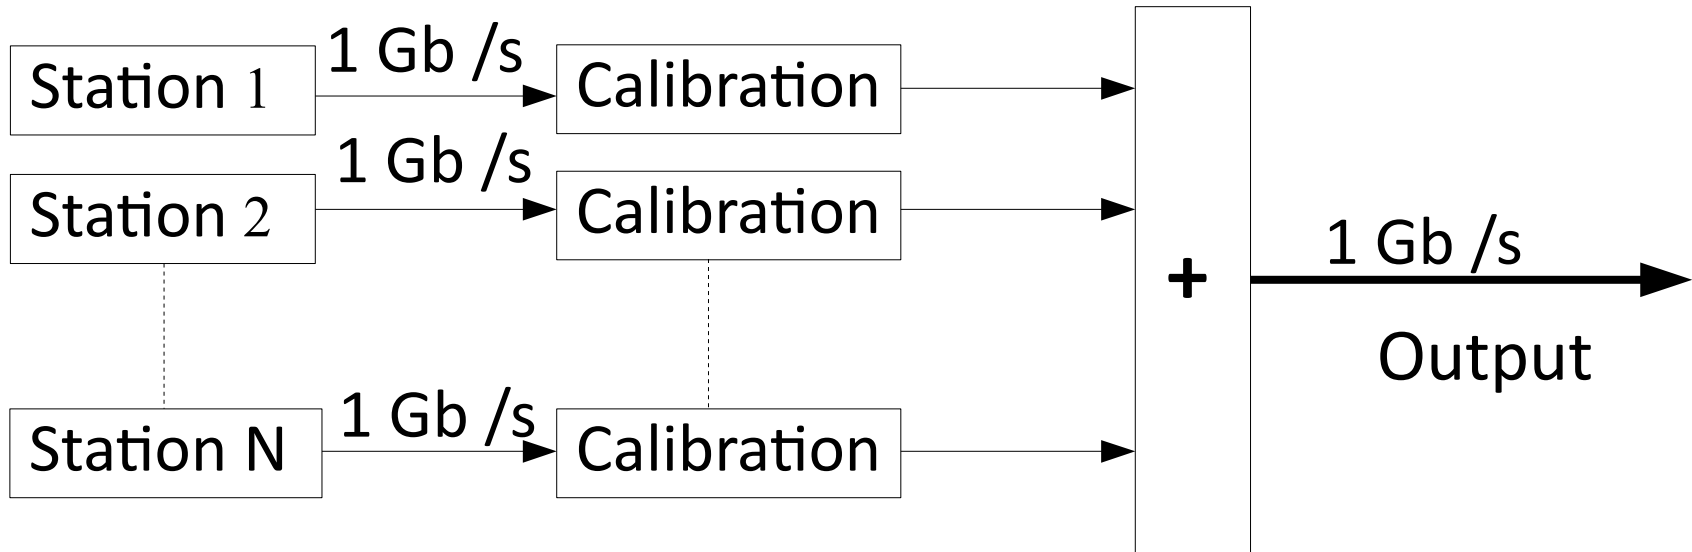 Station 1
1 Gb /s
Calibration
Station 2
1 Gb /s
Calibration
+
1 Gb /s
Output
Station N
1 Gb /s
Calibration